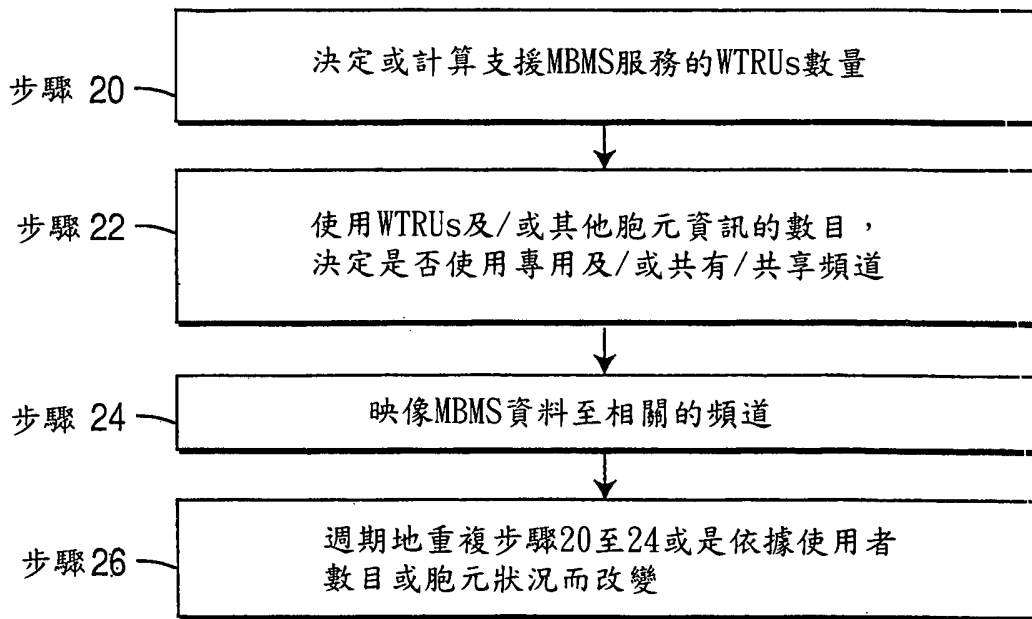 步驟 20
決定或計算支援MBMS服務的WTRUs數量
步驟 22
使用WTRUs及/或其他胞元資訊的數目，
決定是否使用專用及/或共有/共享頻道
步驟 24
映像MBMS資料至相關的頻道
步驟 26
週期地重複步驟20至24或是依據使用者
數目或胞元狀況而改變